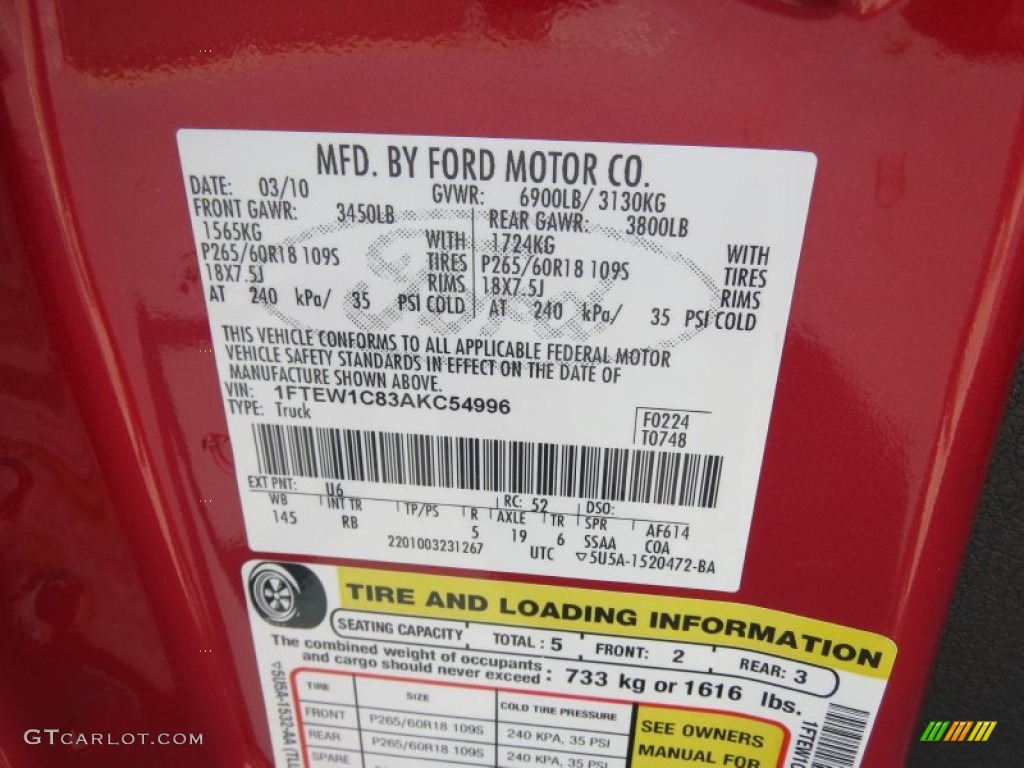 MFD. BY FORD MOTOR CO.
DATE: 03/10 GVWR: 6900LB/ 3130KG
FRONT GAWR: 3450LB REAR GAWR: 3800LB
1565KG WITH 1724KG WITH
P265/60R18 109S TIRES P265/60R18 109S TIRES
18X7.5J RIMS 18X7.5J RIMS
AT 240 kPa/ 35 PSI COLD AT 240 kPa/ 35 PSI COLD
THIS VEHICLE CONFORMS TO ALL APPLICABLE FEDERAL MOTOR
VEHICLE SAFETY STANDARDS IN EFFECT ON THE DATE OF
MANUFACTURE SHOWN ABOVE.
VIN: 1FTEW1C83AKC54996
TYPE: Truck
F0224
T0748
EXT PNT: U6 RC: 52 DSO:
WB INT TR TP/PS R AXLE TR SPR AF614
145 RB 5 19 6 SSAA COA
2201003231267 UTC ▽5U5A-1520472-BA
TIRE AND LOADING INFORMATION
SEATING CAPACITY TOTAL : 5 FRONT: 2 REAR: 3
The combined weight of occupants
and cargo should never exceed : 733 kg or 1616 lbs.
TIRE SIZE COLD TIRE PRESSURE
FRONT P265/60R18 109S 240 KPA, 35 PSI
REAR P265/60R18 109S 240 KPA, 35 PSI
SPARE
SEE OWNERS
MANUAL FOR
▽5U5A-1532-AA
1FTEW1C
Ford
GTCARLOT.COM